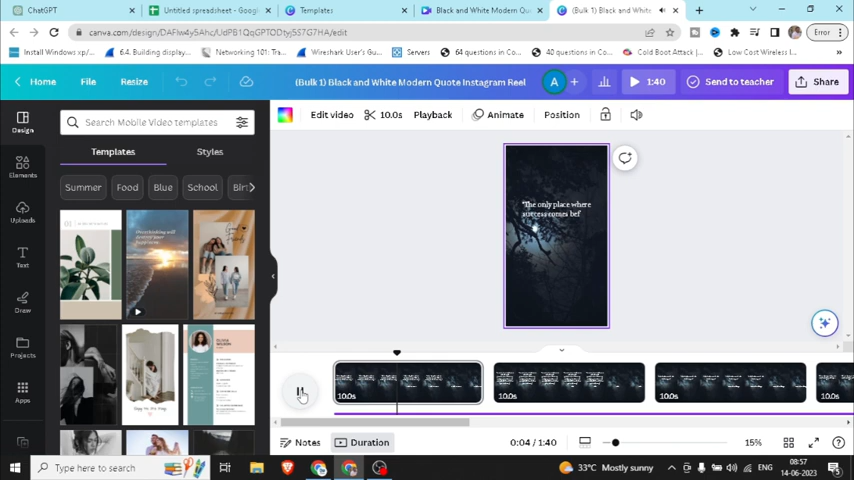 ChatGPT
Untitled spreadsheet - Googl
Templates
Black and White Modern Qu
(Bulk 1) Black and Whit
canva.com/design/DAFlw4y5Ahc/UdPB1QqGPTODtyj5S7G7HA/edit
Error
Install Windows xp/...
6.4. Building display...
Networking 101: Tra...
Wireshark User's Gu...
Servers
64 questions in Co...
40 questions in Co...
Cold Boot Attack |...
Low Cost Wireless I...
Home
File
Resize
(Bulk 1) Black and White Modern Quote Instagram Reel
A
1:40
Send to teacher
Share
Design
Elements
Uploads
Text
Draw
Projects
Apps
Search Mobile Video templates
Templates
Styles
Summer
Food
Blue
School
Birt
Edit video
10.0s
Playback
Animate
Position
"The only place where
success comes bef
10.0s
10.0s
10.0s
10.0s
Notes
Duration
0:04 / 1:40
15%
Type here to search
33°C Mostly sunny
ENG
08:57
14-06-2023
5